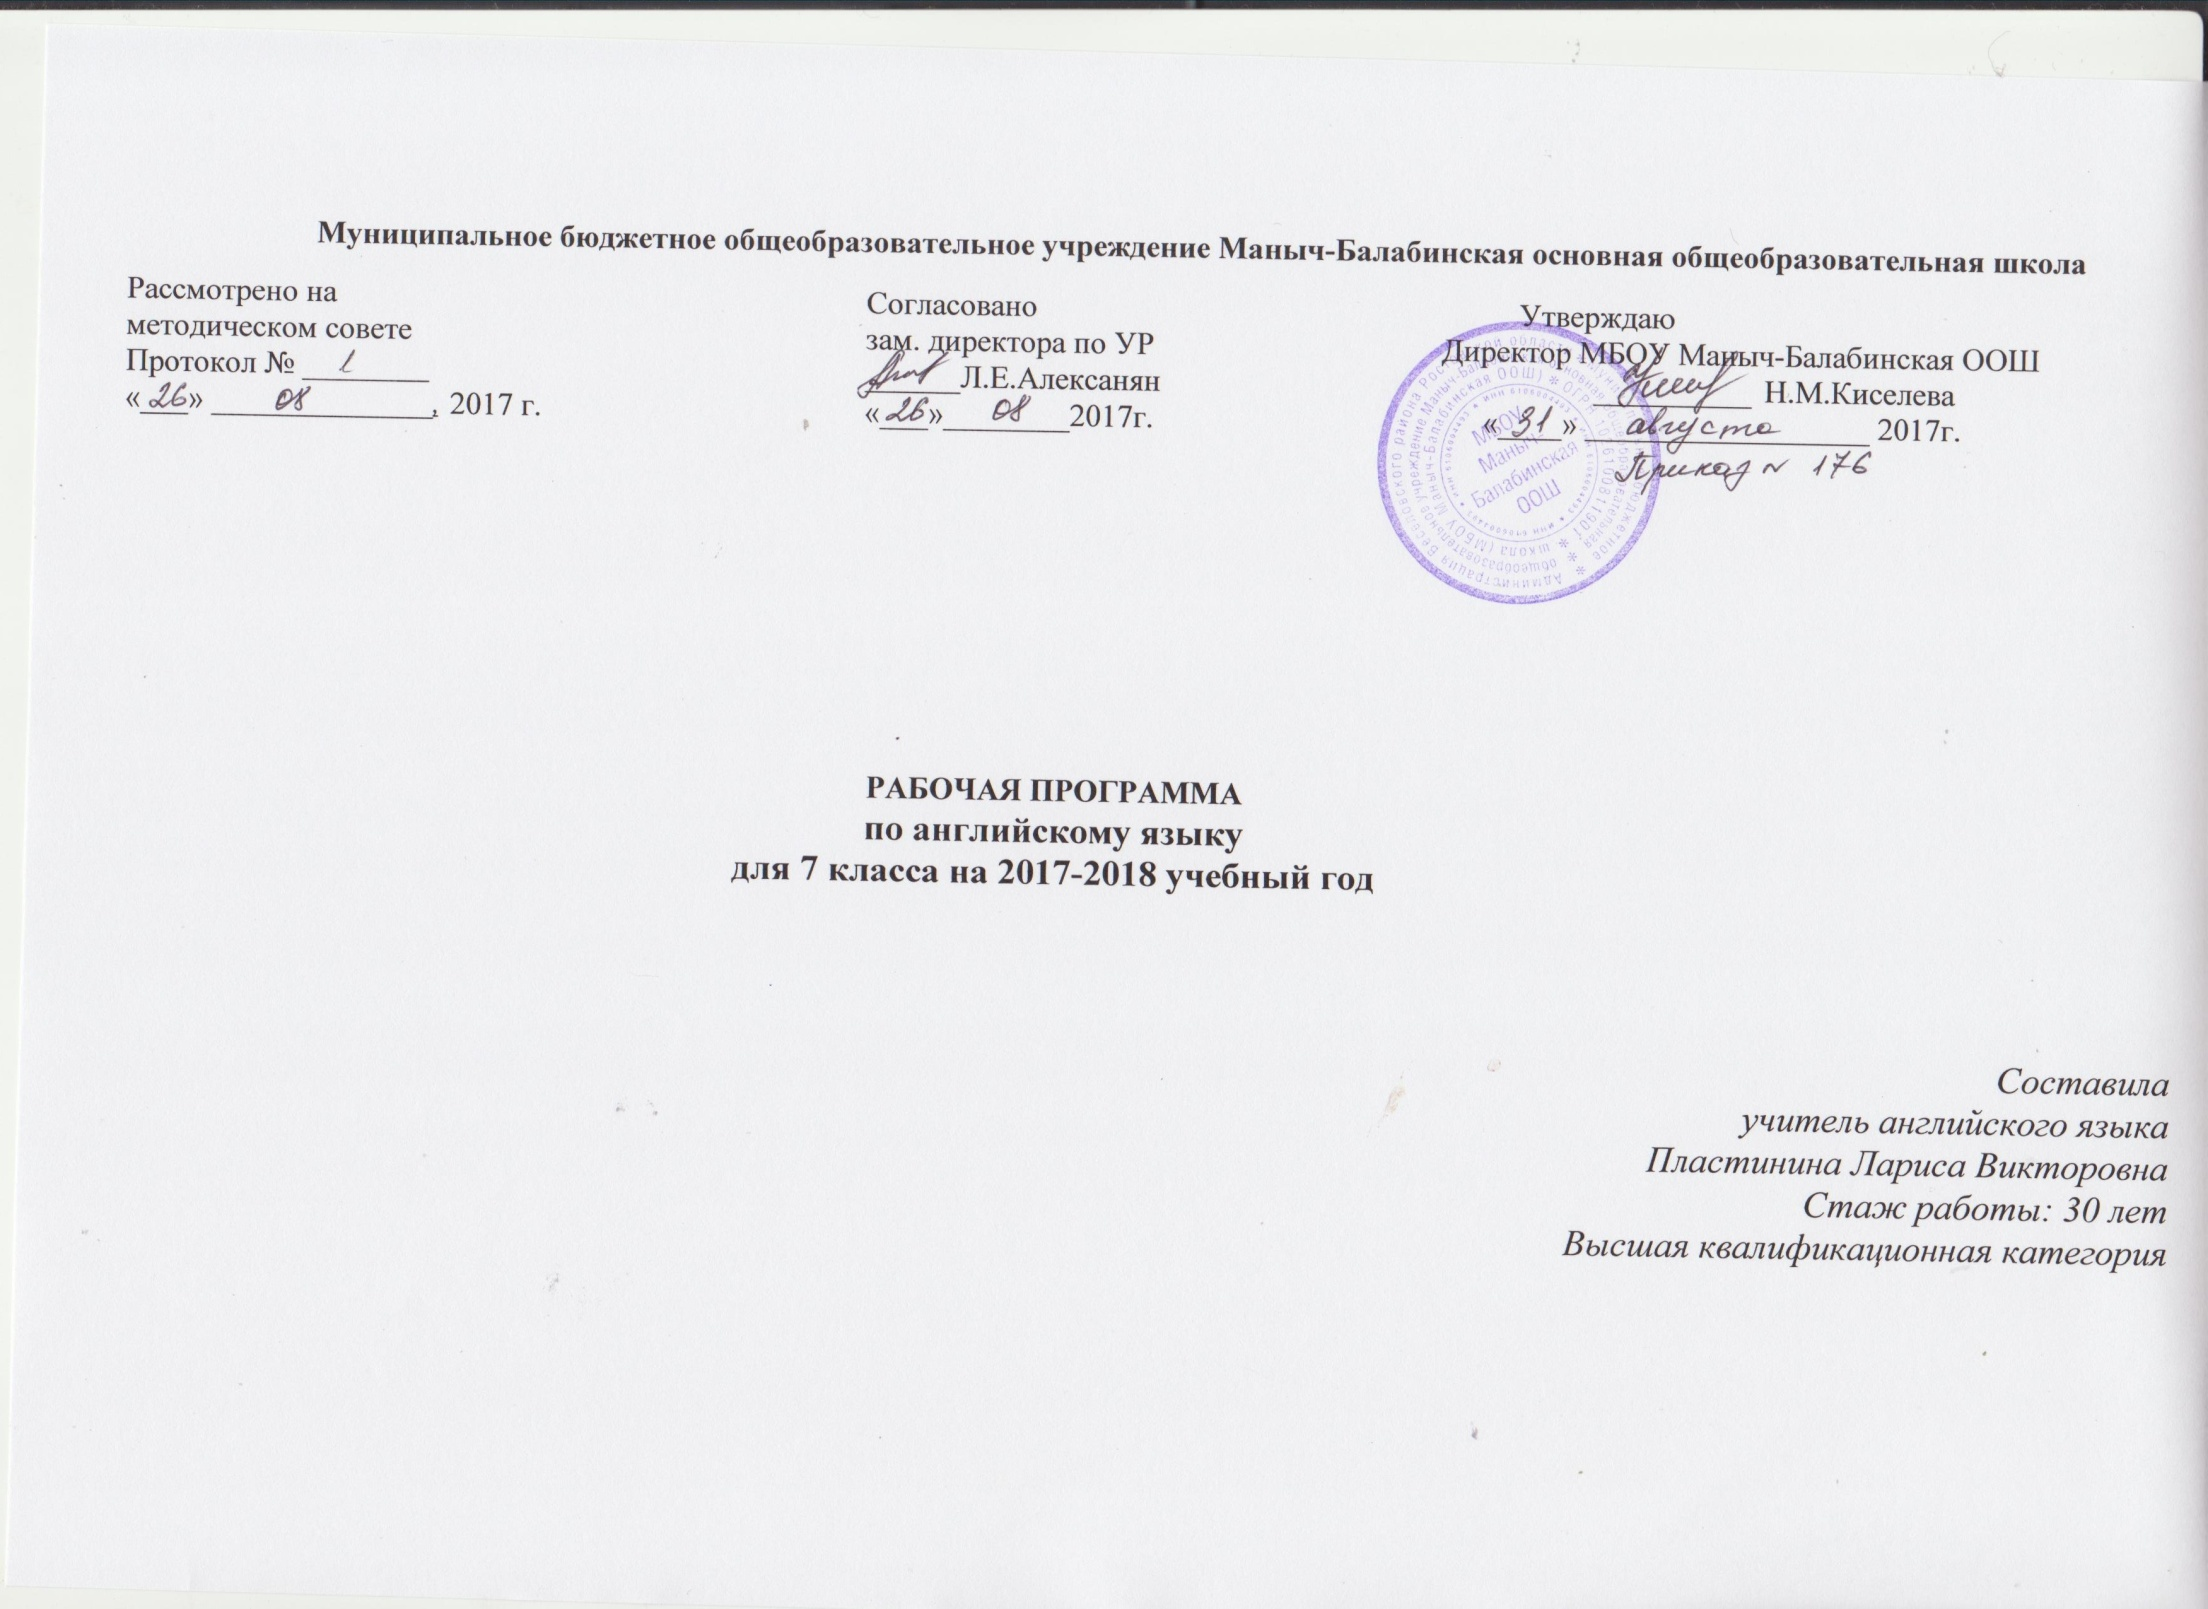 Муниципальное бюджетное общеобразовательное учреждение Маныч-Балабинская основная общеобразовательная школа
Рассмотрено на
методическом совете
Протокол № 1
«26» 08, 2017 г.
Согласовано
зам. директора по УР
Л.Е.Алексанян
«26» 08 2017г.
Утверждаю
Директор МБОУ Маныч-Балабинская ООШ
Н.М.Киселева
«31» августа 2017г.
Приказ № 176
МБОУ
Маныч-
Балабинская
ООШ
РАБОЧАЯ ПРОГРАММА
по английскому языку
для 7 класса на 2017-2018 учебный год
Составила
учитель английского языка
Пластинина Лариса Викторовна
Стаж работы: 30 лет
Высшая квалификационная категория